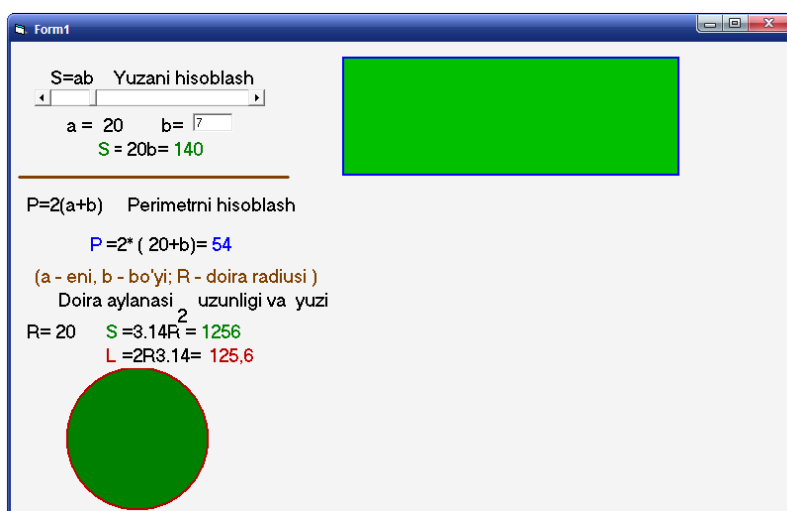 Form1
S=ab Yuzani hisoblash
a = 20 b= 7
S = 20b= 140
P=2(a+b) Perimetrni hisoblash
P =2* ( 20+b)= 54
(a - eni, b - bo'yi; R - doira radiusi )
Doira aylanasi uzunligi va yuzi
2
R= 20 S =3.14R = 1256
L =2R3.14= 125,6